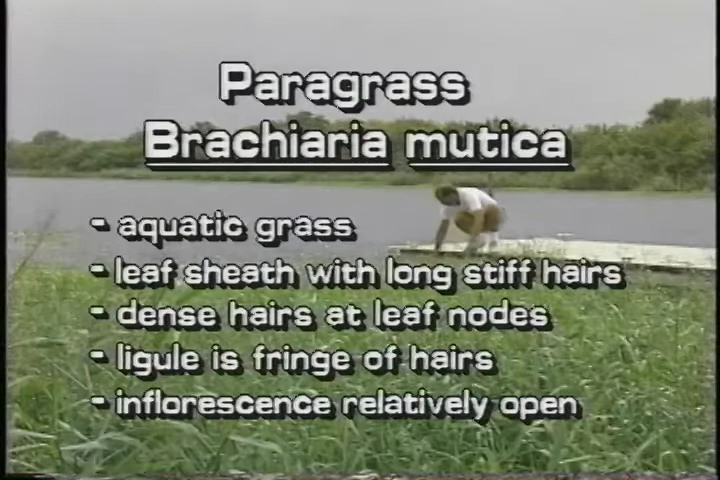 Paragrass
Brachiaria mutica
- aquatic grass
- leaf sheath with long stiff hairs
- dense hairs at leaf nodes
- ligule is fringe of hairs
- inflorescence relatively open